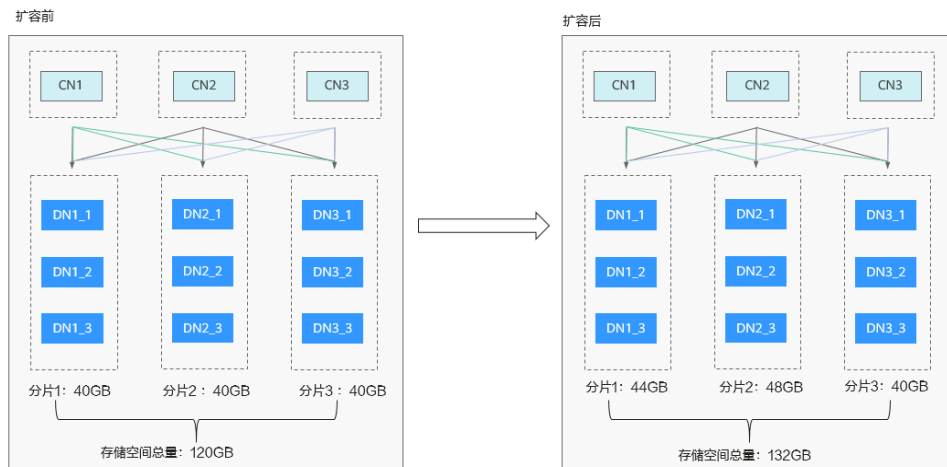 扩容前
CN1 CN2 CN3
DN1_1 DN2_1 DN3_1
DN1_2 DN2_2 DN3_2
DN1_3 DN2_3 DN3_3
分片1: 40GB 分片2 : 40GB 分片3 : 40GB
存储空间总量: 120GB
扩容后
CN1 CN2 CN3
DN1_1 DN2_1 DN3_1
DN1_2 DN2_2 DN3_2
DN1_3 DN2_3 DN3_3
分片1: 44GB 分片2: 48GB 分片3: 40GB
存储空间总量: 132GB